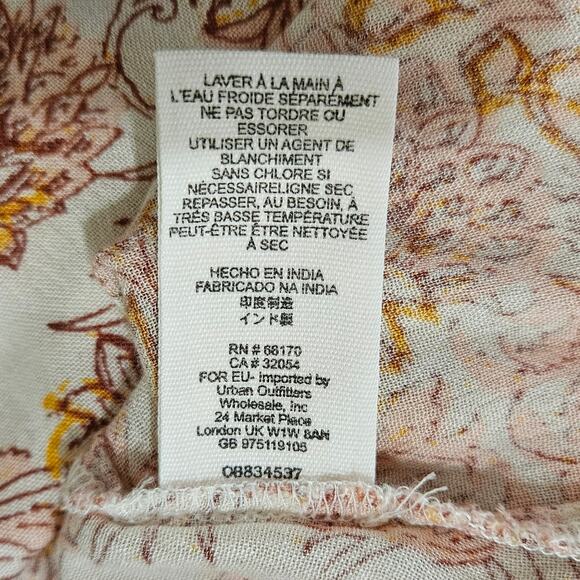 LAVER À LA MAIN À
L'EAU FROIDE SÉPARÉMENT
NE PAS TORDRE OU
ESSORER
UTILISER UN AGENT DE
BLANCHIMENT
SANS CHLORE SI
NÉCESSAIRELIGNE SEC
REPASSER, AU BESOIN, À
TRÈS BASSE TEMPÉRATURE
PEUT-ÊTRE ÊTRE NETTOYÉE
À SEC
HECHO EN INDIA
FABRICADO NA INDIA
印度制造
インド製
RN # 66170
CA # 32054
FOR EU- Imported by
Urban Outfitters
Wholesale, Inc
24 Market Place
London UK W1W 8AN
GB 975119105
OB834537